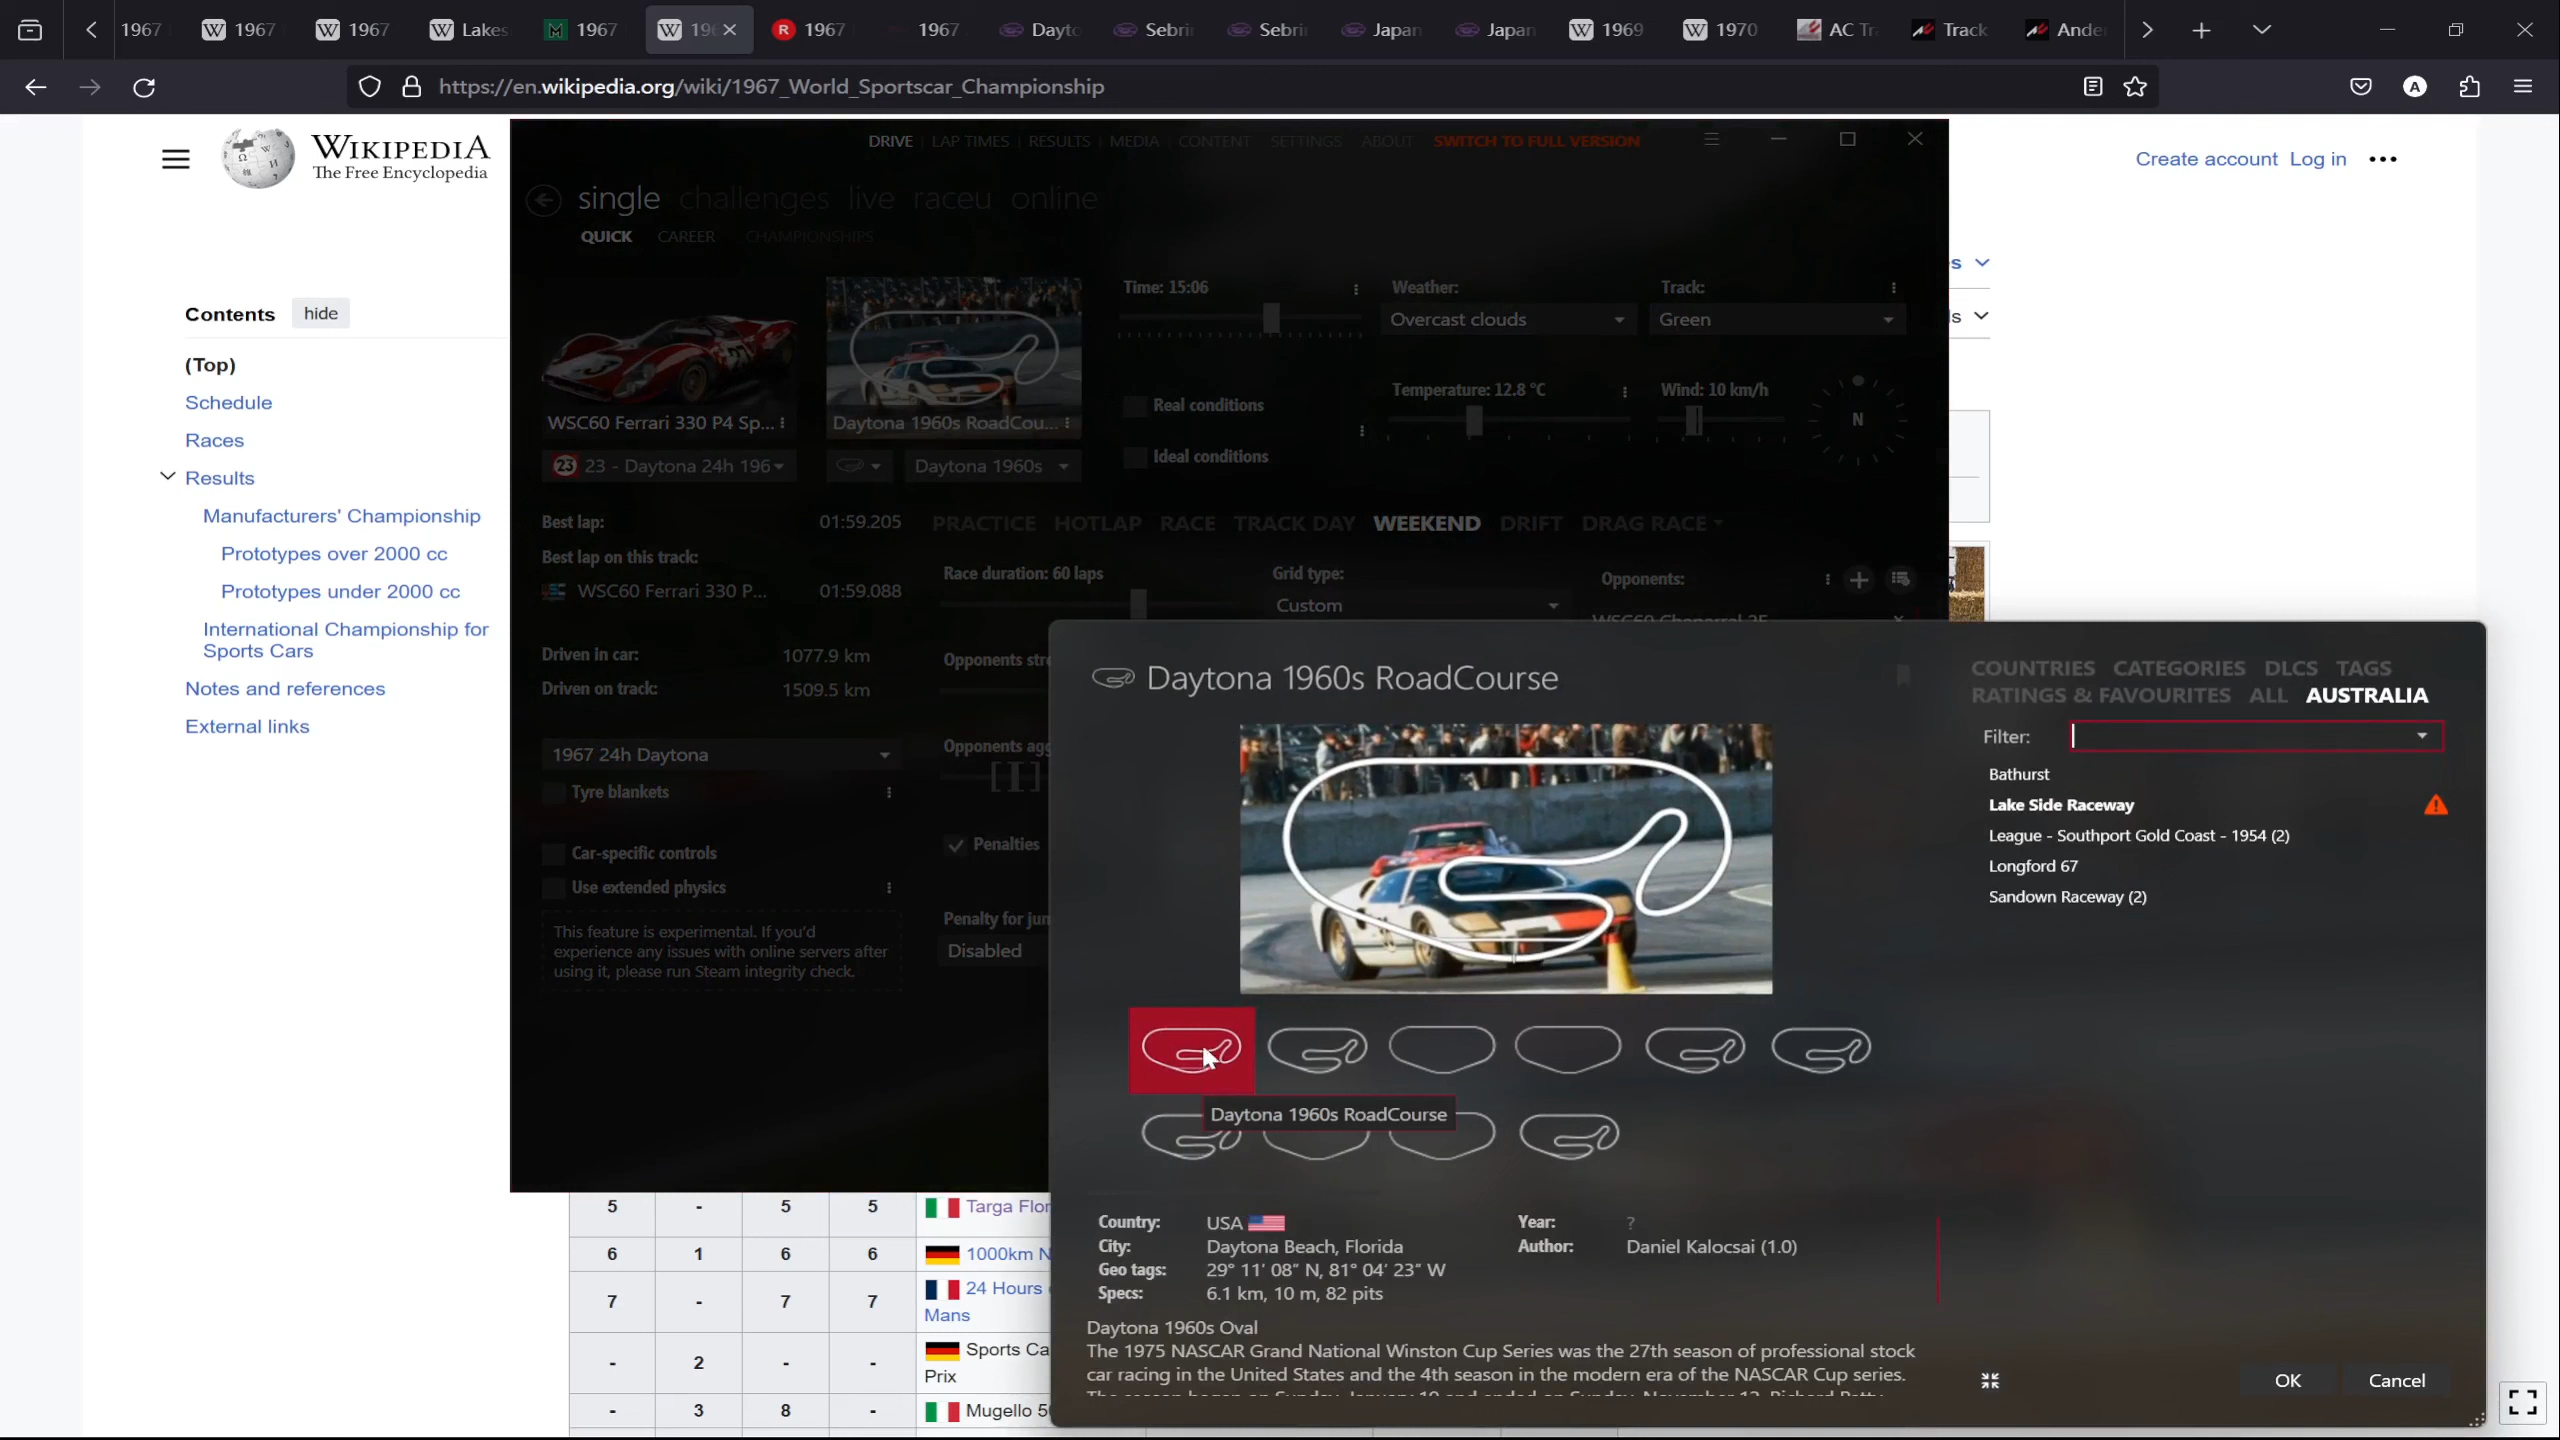 1967
1967
1967
Lakes
1967
196
1967
1967
Dayto
Sebrin
Sebrin
Japan
Japan
1969
1970
AC Tr
Track
Ande
https://en.wikipedia.org/wiki/1967_World_Sportscar_Championship
WIKIPEDIA
The Free Encyclopedia
Create account
Log in
Contents
hide
(Top)
Schedule
Races
Results
Manufacturers' Championship
Prototypes over 2000 cc
Prototypes under 2000 cc
International Championship for
Sports Cars
Notes and references
External links
DRIVE | LAP TIMES | RESULTS | MEDIA | CONTENT | SETTINGS | ABOUT | SWITCH TO FULL VERSION
single challenges live raceu online
QUICK CAREER CHAMPIONSHIPS
WSC60 Ferrari 330 P4 Sp...
Daytona 1960s RoadCou...
23 23 - Daytona 24h 196
Daytona 1960s
Time: 15:06
Weather:
Track:
Overcast clouds
Green
Real conditions
Temperature: 12.8 °C
Wind: 10 km/h
N
Ideal conditions
Best lap: 01:59.205
Best lap on this track:
WSC60 Ferrari 330 P... 01:59.088
Driven in car: 1077.9 km
Driven on track: 1509.5 km
1967 24h Daytona
Tyre blankets
Car-specific controls
Use extended physics
This feature is experimental. If you'd
experience any issues with online servers after
using it, please run Steam integrity check.
PRACTICE HOTLAP RACE TRACK DAY WEEKEND DRIFT DRAG RACE
Race duration: 60 laps
Grid type:
Opponents:
Custom
WSC60 Chaparral 2F
Opponents stre
Opponents agg
Penalties
Penalty for jum
Disabled
Daytona 1960s RoadCourse
COUNTRIES CATEGORIES DLCS TAGS
RATINGS & FAVOURITES ALL AUSTRALIA
Filter:
Bathurst
Lake Side Raceway
League - Southport Gold Coast - 1954 (2)
Longford 67
Sandown Raceway (2)
Daytona 1960s RoadCourse
Country: USA
City: Daytona Beach, Florida
Geo tags: 29° 11' 08" N, 81° 04' 23" W
Specs: 6.1 km, 10 m, 82 pits
Year: ?
Author: Daniel Kalocsai (1.0)
Daytona 1960s Oval
The 1975 NASCAR Grand National Winston Cup Series was the 27th season of professional stock
car racing in the United States and the 4th season in the modern era of the NASCAR Cup series.
OK
Cancel
5 - 5 5 Targa Flor
6 1 6 6 1000km N
7 - 7 7 24 Hours
Mans
- 2 - - Sports Ca
Prix
- 3 8 - Mugello 5